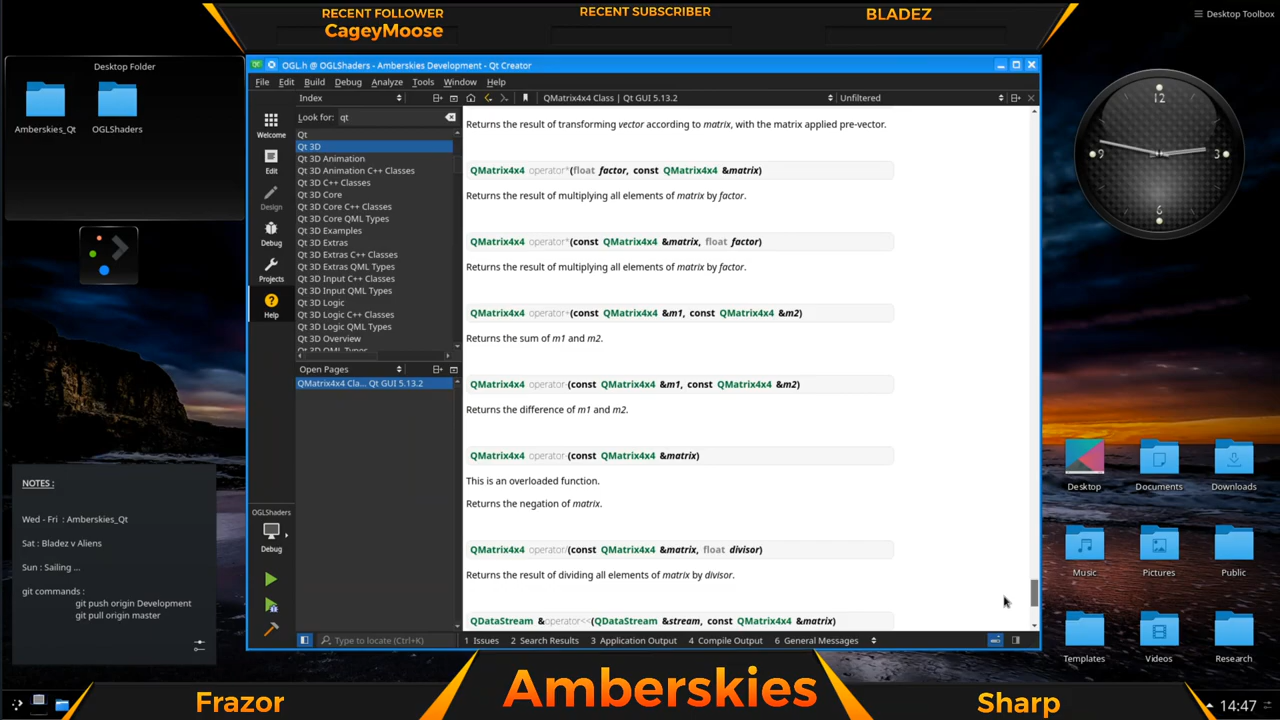 RECENT FOLLOWER
CageyMoose
RECENT SUBSCRIBER
BLADEZ
Desktop Toolbox
Desktop Folder
Amberskies_Qt
OGLShaders
OGL.h @ OGLShaders - Amberskies Development - Qt Creator
File Edit Build Debug Analyze Tools Window Help
Index
QMatrix4x4 Class | Qt GUI 5.13.2
Unfiltered
Welcome
Edit
Design
Debug
Projects
Help
OGLShaders
Debug
Look for: qt
Qt
Qt 3D
Qt 3D Animation
Qt 3D Animation C++ Classes
Qt 3D C++ Classes
Qt 3D Core
Qt 3D Core C++ Classes
Qt 3D Core QML Types
Qt 3D Examples
Qt 3D Extras
Qt 3D Extras C++ Classes
Qt 3D Extras QML Types
Qt 3D Input C++ Classes
Qt 3D Input QML Types
Qt 3D Logic
Qt 3D Logic C++ Classes
Qt 3D Logic QML Types
Qt 3D Overview
Qt 3D QML Types
Open Pages
QMatrix4x4 Cla... Qt GUI 5.13.2
Returns the result of transforming vector according to matrix, with the matrix applied pre-vector.
QMatrix4x4 operator*(float factor, const QMatrix4x4 &matrix)
Returns the result of multiplying all elements of matrix by factor.
QMatrix4x4 operator*(const QMatrix4x4 &matrix, float factor)
Returns the result of multiplying all elements of matrix by factor.
QMatrix4x4 operator+(const QMatrix4x4 &m1, const QMatrix4x4 &m2)
Returns the sum of m1 and m2.
QMatrix4x4 operator-(const QMatrix4x4 &m1, const QMatrix4x4 &m2)
Returns the difference of m1 and m2.
QMatrix4x4 operator-(const QMatrix4x4 &matrix)
This is an overloaded function.
Returns the negation of matrix.
QMatrix4x4 operator/(const QMatrix4x4 &matrix, float divisor)
Returns the result of dividing all elements of matrix by divisor.
QDataStream &operator<<(QDataStream &stream, const QMatrix4x4 &matrix)
Type to locate (Ctrl+K)
1 Issues 2 Search Results 3 Application Output 4 Compile Output 6 General Messages
12
3
6
9
NOTES :
Wed - Fri : Amberskies_Qt
Sat : Bladez v Aliens
Sun : Sailing ...
git commands :
git push origin Development
git pull origin master
Desktop
Documents
Downloads
Music
Pictures
Public
Templates
Videos
Research
Frazor
Amberskies
Sharp
14:47